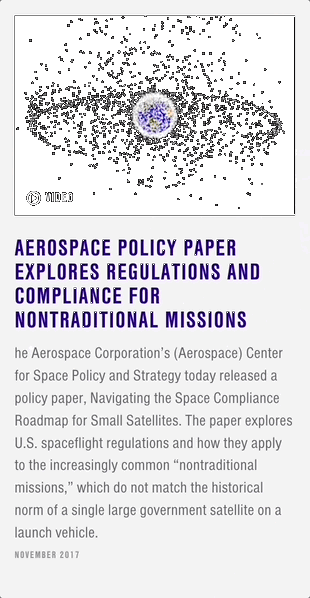 VIDEO
AEROSPACE POLICY PAPER
EXPLORES REGULATIONS AND
COMPLIANCE FOR
NONTRADITIONAL MISSIONS
he Aerospace Corporation’s (Aerospace) Center
for Space Policy and Strategy today released a
policy paper, Navigating the Space Compliance
Roadmap for Small Satellites. The paper explores
U.S. spaceflight regulations and how they apply
to the increasingly common “nontraditional
missions,” which do not match the historical
norm of a single large government satellite on a
launch vehicle.
NOVEMBER 2017